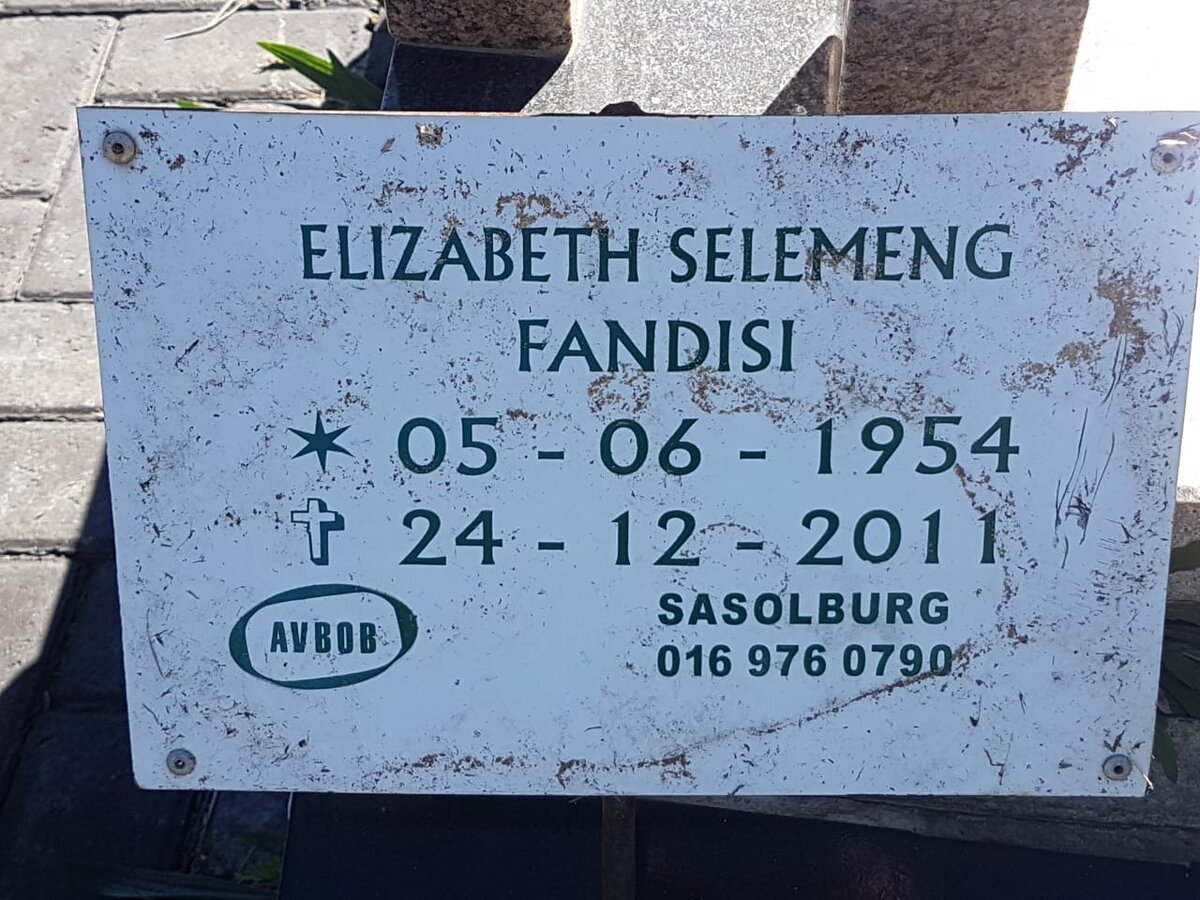 ELIZABETH SELEMENG
FANDISI
05 - 06 - 1954
24 - 12 - 2011
AVBOB
SASOLBURG
016 976 0790